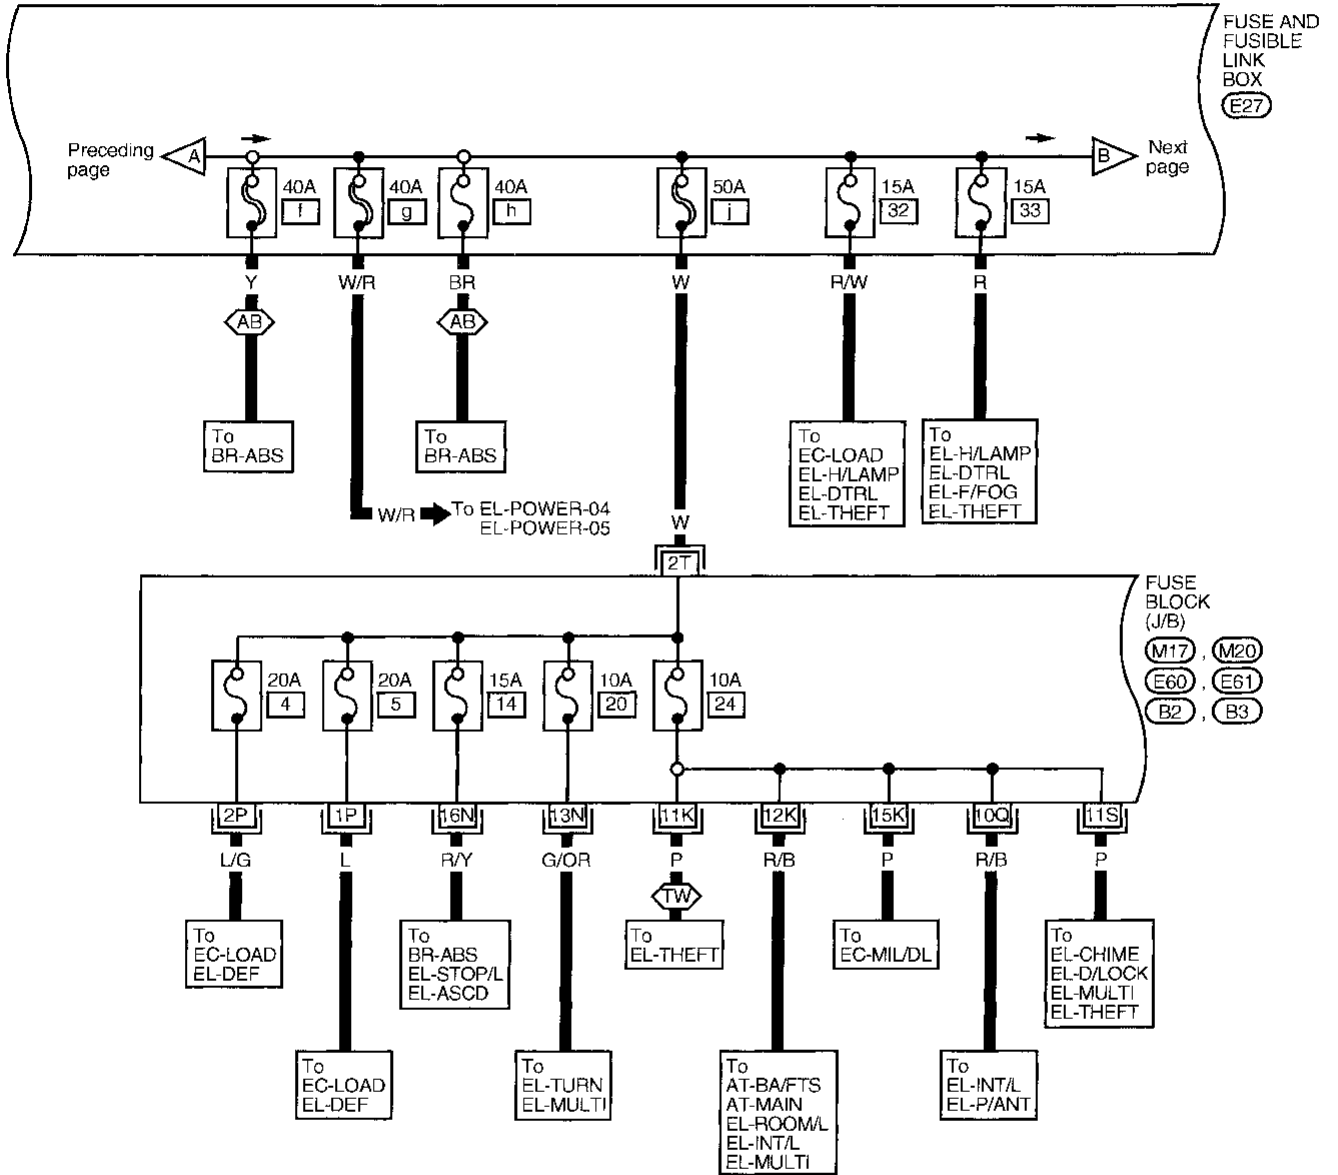 FUSE AND
FUSIBLE
LINK
BOX
E27
Preceding
page
A
B
Next
page
40A
f
40A
g
40A
h
50A
j
15A
32
15A
33
Y
W/R
BR
W
R/W
R
AB
AB
To
BR-ABS
To
BR-ABS
To
EC-LOAD
EL-H/LAMP
EL-DTRL
EL-THEFT
To
EL-H/LAMP
EL-DTRL
EL-F/FOG
EL-THEFT
W/R
To EL-POWER-04
EL-POWER-05
W
2T
FUSE
BLOCK
(J/B)
M17 , M20
E60 , E61
B2 , B3
20A
4
20A
5
15A
14
10A
20
10A
24
2P
1P
16N
13N
11K
12K
15K
10Q
11S
L/G
L
R/Y
G/OR
P
R/B
P
R/B
P
TW
To
EC-LOAD
EL-DEF
To
BR-ABS
EL-STOP/L
EL-ASCD
To
EL-THEFT
To
EC-MIL/DL
To
EL-CHIME
EL-D/LOCK
EL-MULTI
EL-THEFT
To
EC-LOAD
EL-DEF
To
EL-TURN
EL-MULTI
To
AT-BA/FTS
AT-MAIN
EL-ROOM/L
EL-INT/L
EL-MULTI
To
EL-INT/L
EL-P/ANT